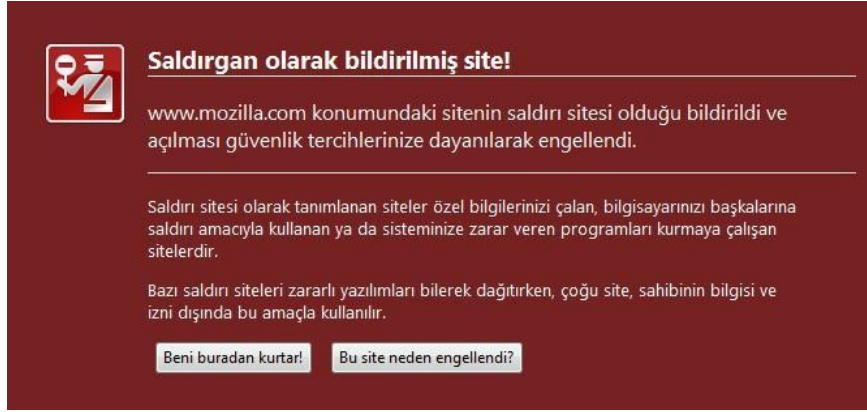 Saldırgan olarak bildirilmiş site!
www.mozilla.com konumundaki sitenin saldırı sitesi olduğu bildirildi ve
açılması güvenlik tercihlerinize dayanılarak engellendi.
Saldırı sitesi olarak tanımlanan siteler özel bilgilerinizi çalan, bilgisayarınızı başkalarına
saldırı amacıyla kullanan ya da sisteminize zarar veren programları kurmaya çalışan
sitelerdir.
Bazı saldırı siteleri zararlı yazılımları bilerek dağıtırken, çoğu site, sahibinin bilgisi ve
izni dışında bu amaçla kullanılır.
Beni buradan kurtar! Bu site neden engellendi?